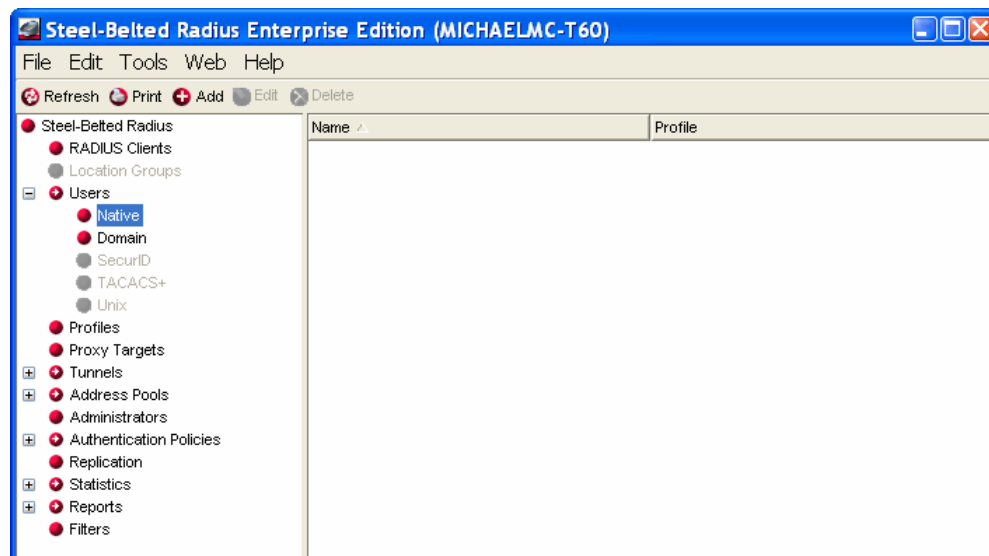 Steel-Belted Radius Enterprise Edition (MICHAELMC-T60)
File Edit Tools Web Help
Refresh Print Add Edit Delete
Name Profile
Steel-Belted Radius
RADIUS Clients
Location Groups
Users
Native
Domain
SecurID
TACACS+
Unix
Profiles
Proxy Targets
Tunnels
Address Pools
Administrators
Authentication Policies
Replication
Statistics
Reports
Filters